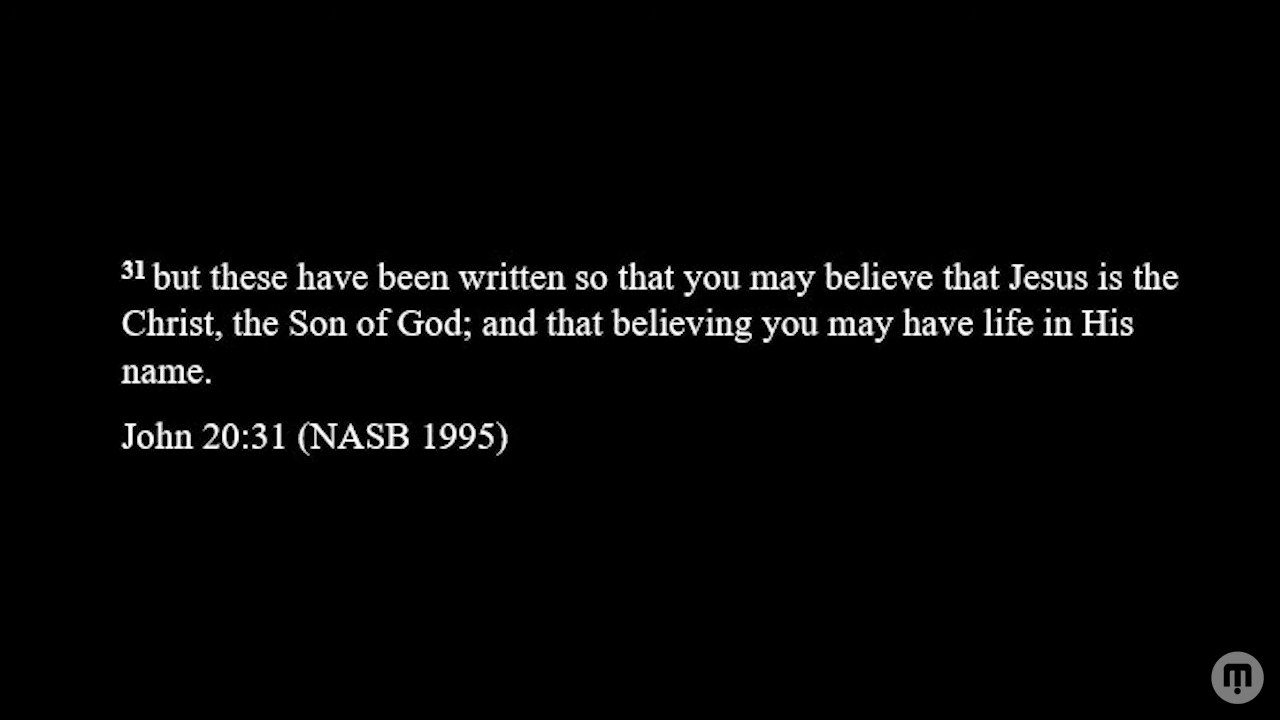 31 but these have been written so that you may believe that Jesus is the
Christ, the Son of God; and that believing you may have life in His
name.
John 20:31 (NASB 1995)